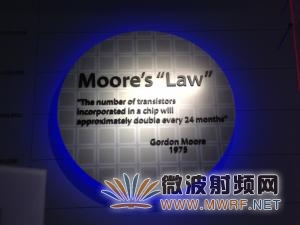 Moore's "Law"
"The number of transistors
incorporated in a chip will
approximately double every 24 months"
Gordon Moore
1975
微波射频网
WWW.MWRF.NET